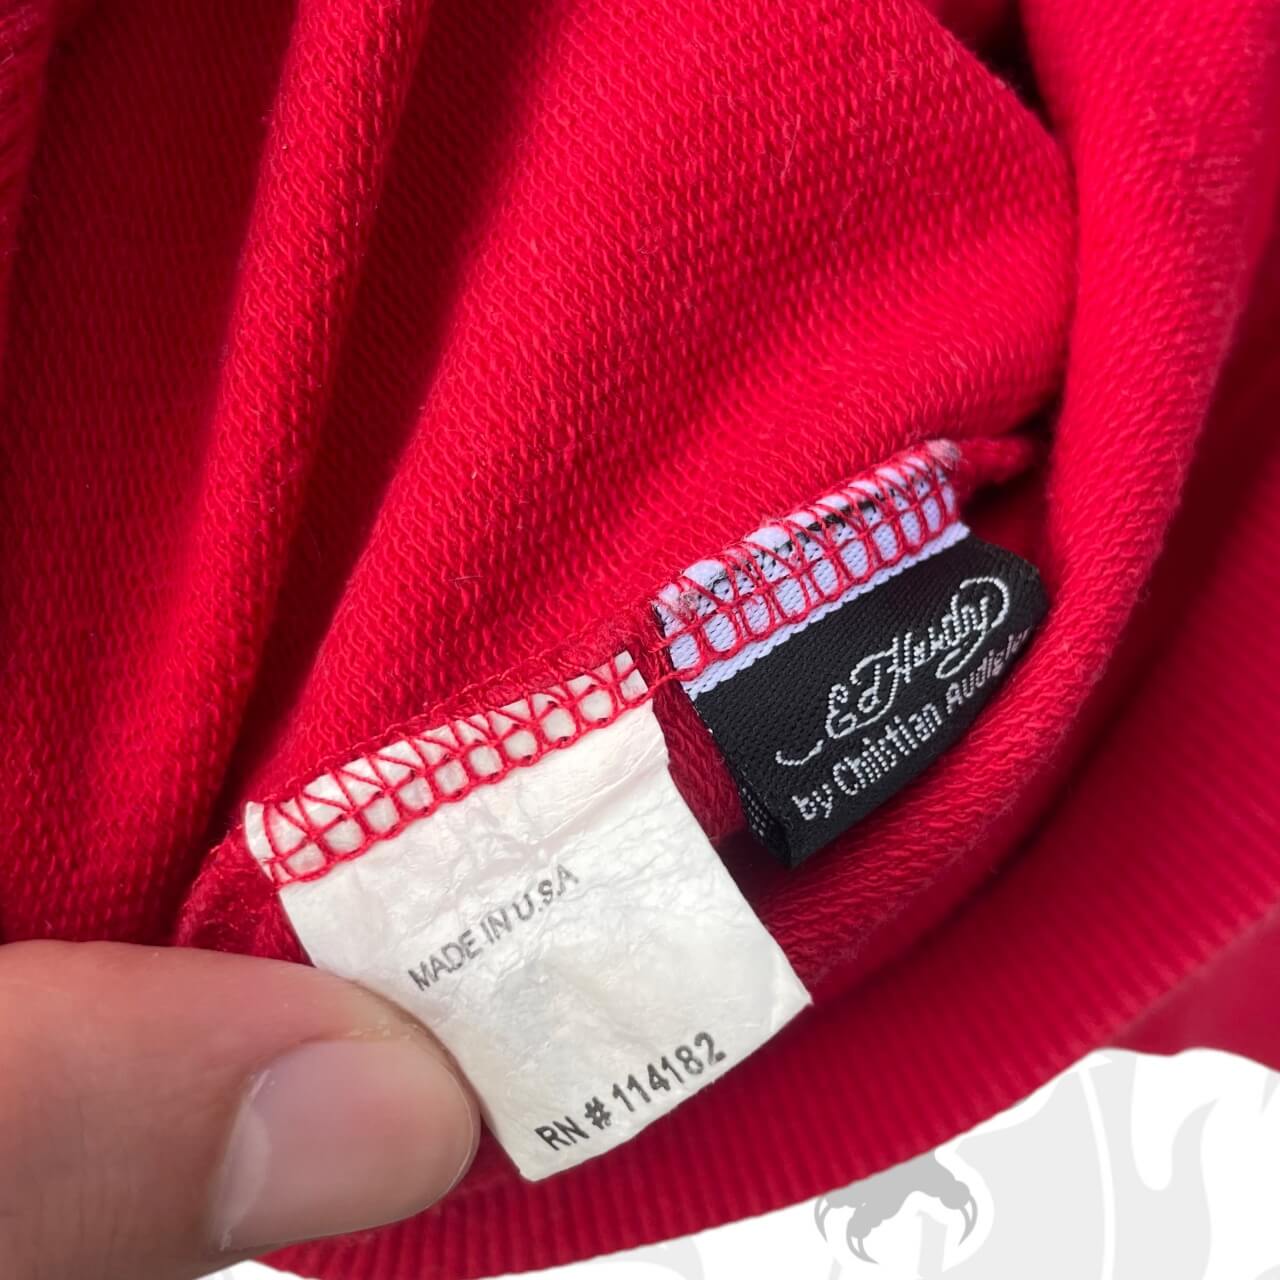 Ed Hardy
by Christian Audigier
MADE IN U.S.A
RN # 114182